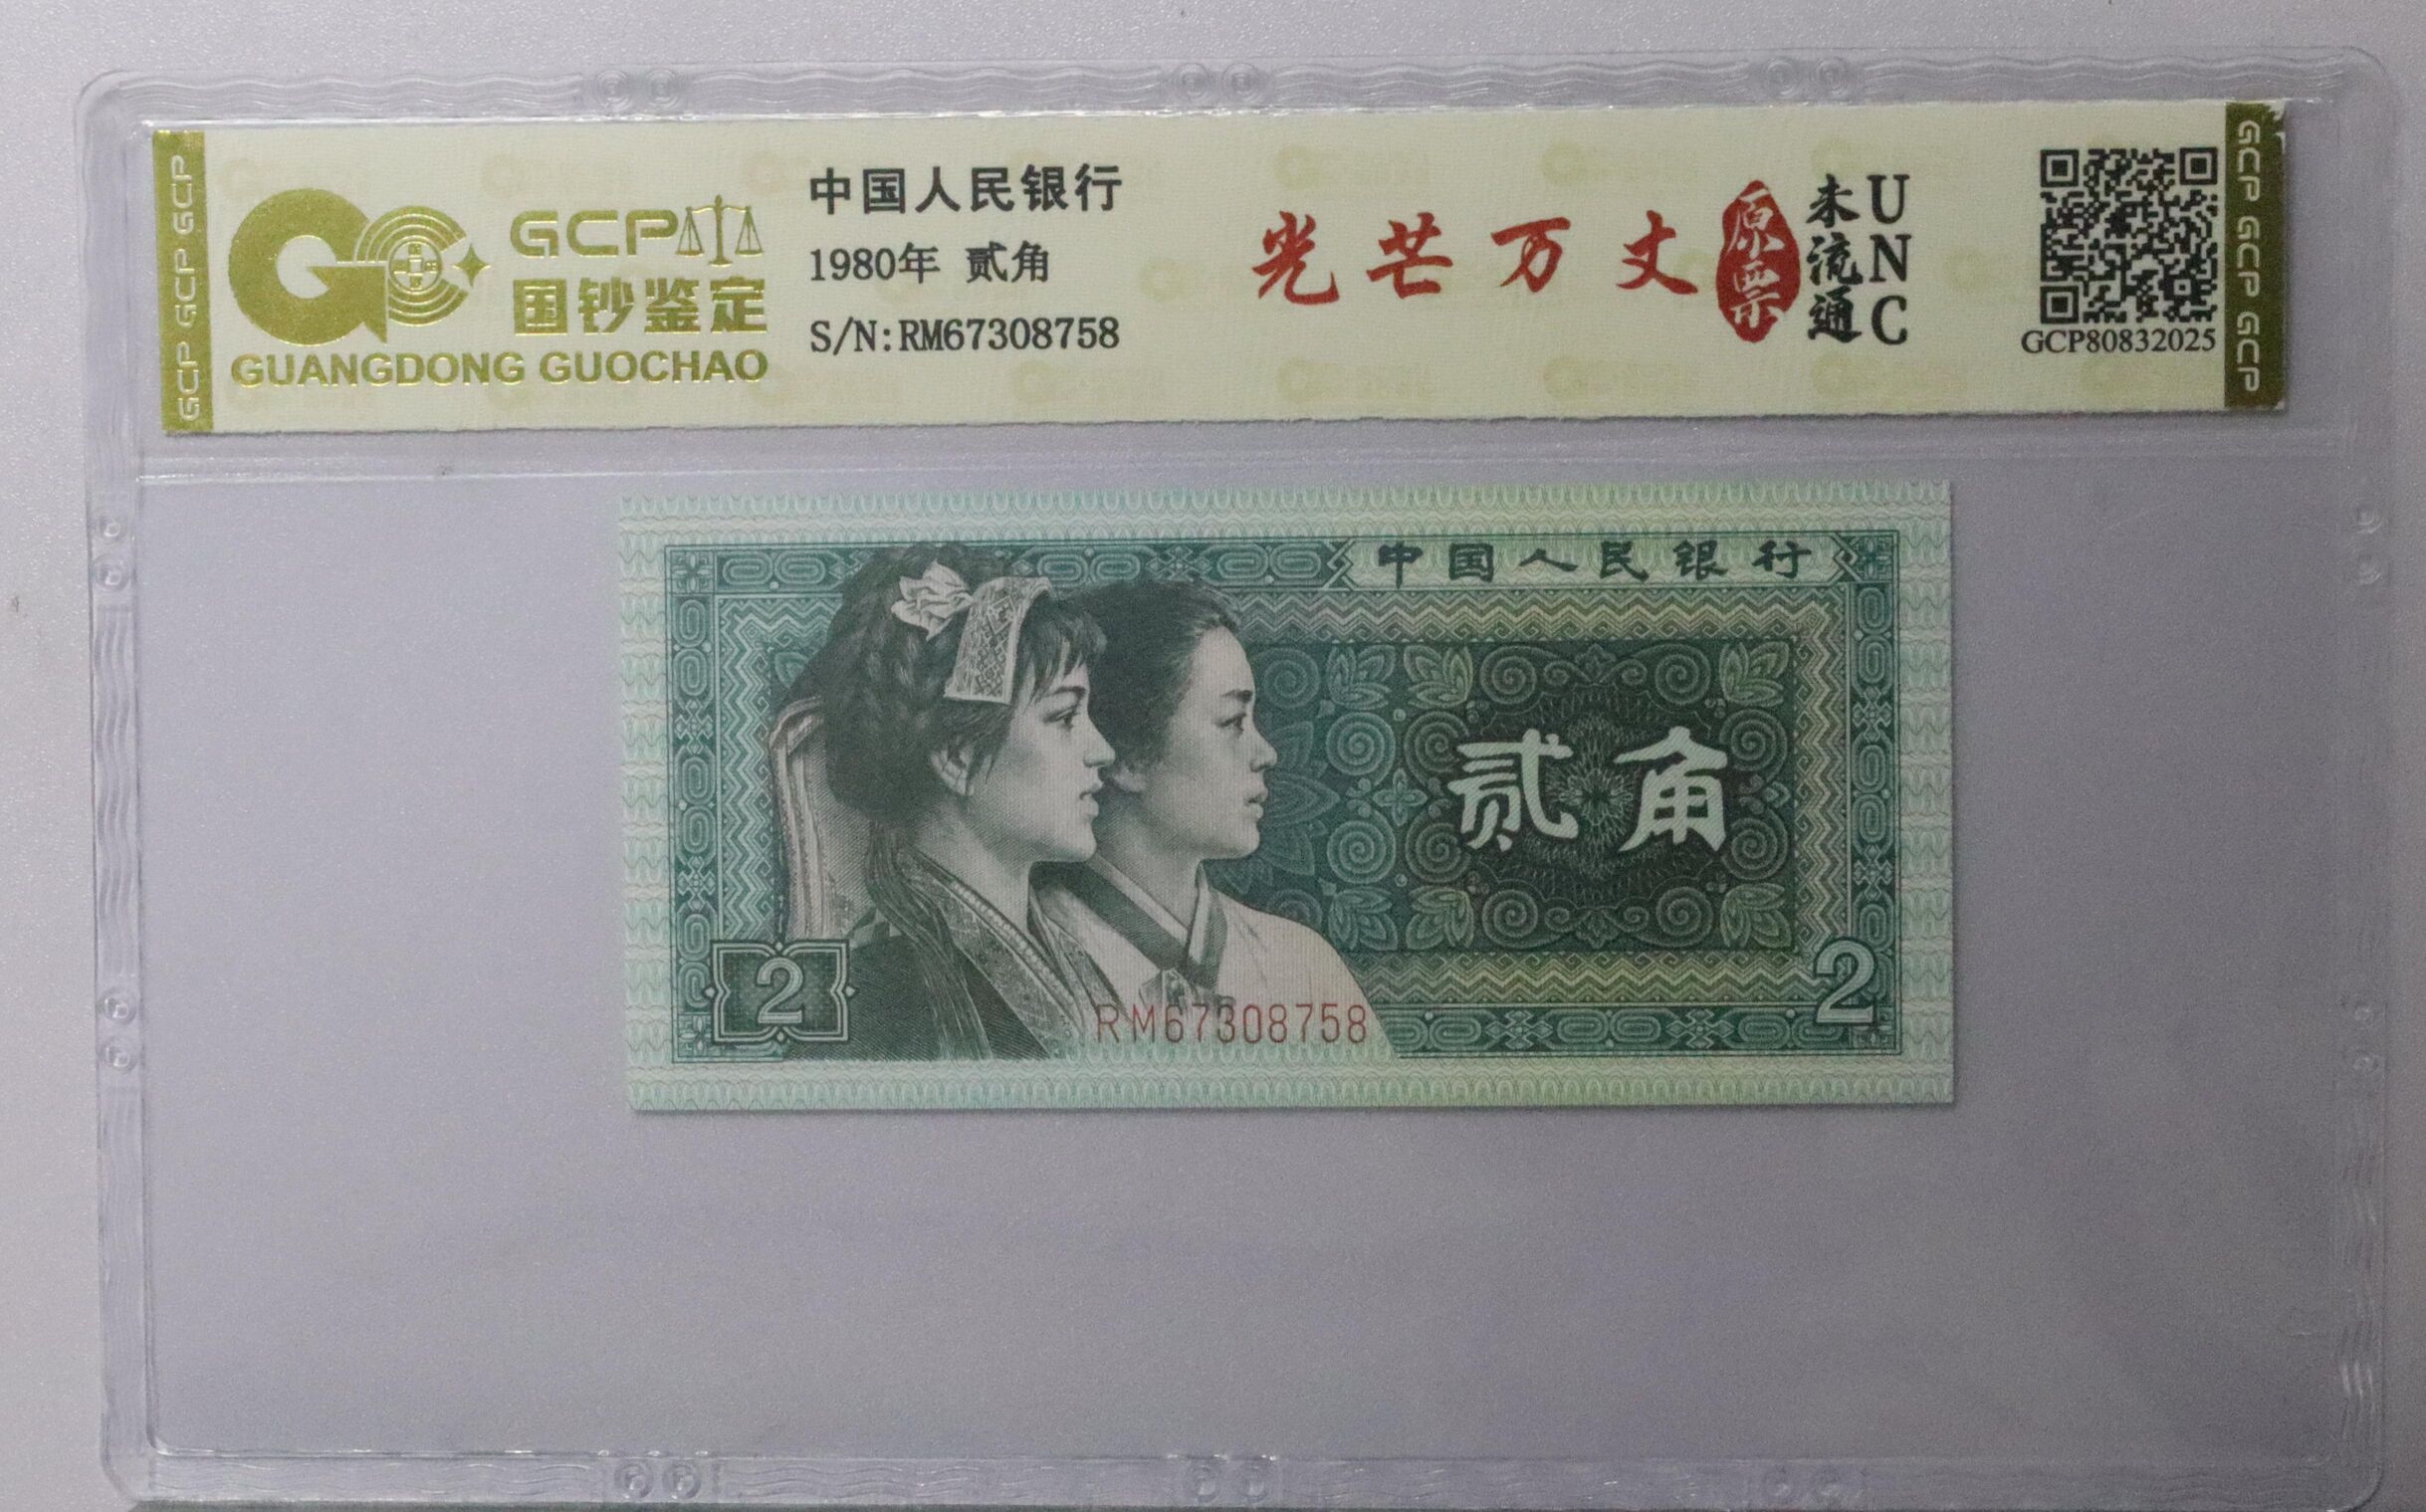 GCP GCP GCP
GCP
国钞鉴定
GUANGDONG GUOCHAO
中国人民银行
1980年 贰角
S/N:RM67308758
光芒万丈
原票
未流通
UNC
GCP80832025
GCP GCP GCP
中国人民银行
贰角
2
2
RM67308758